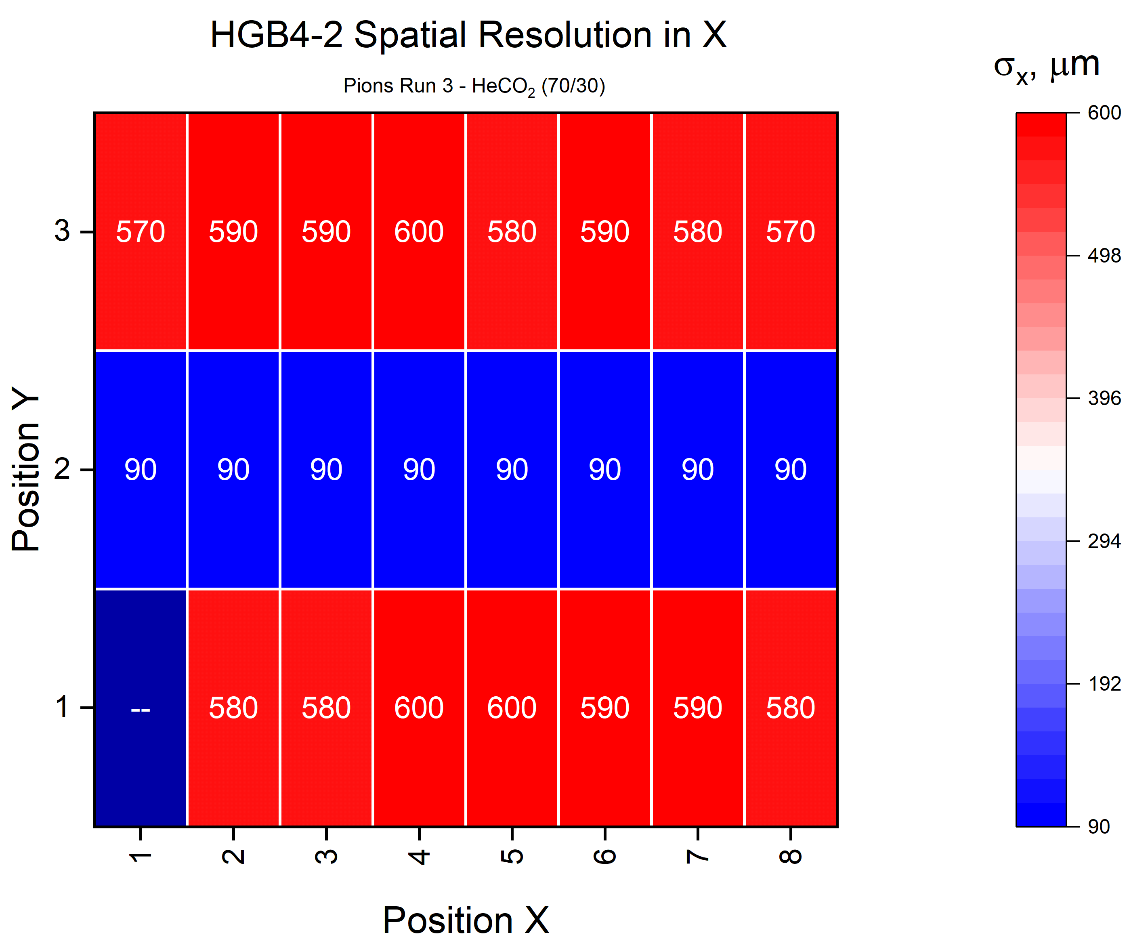 HGB4-2 Spatial Resolution in X
Pions Run 3 - HeCO₂ (70/30)
σₓ, μm
600
498
396
294
192
90
Position Y
3
570 590 590 600 580 590 580 570
2
90 90 90 90 90 90 90 90
1
-- 580 580 600 600 590 590 580
1 2 3 4 5 6 7 8
Position X